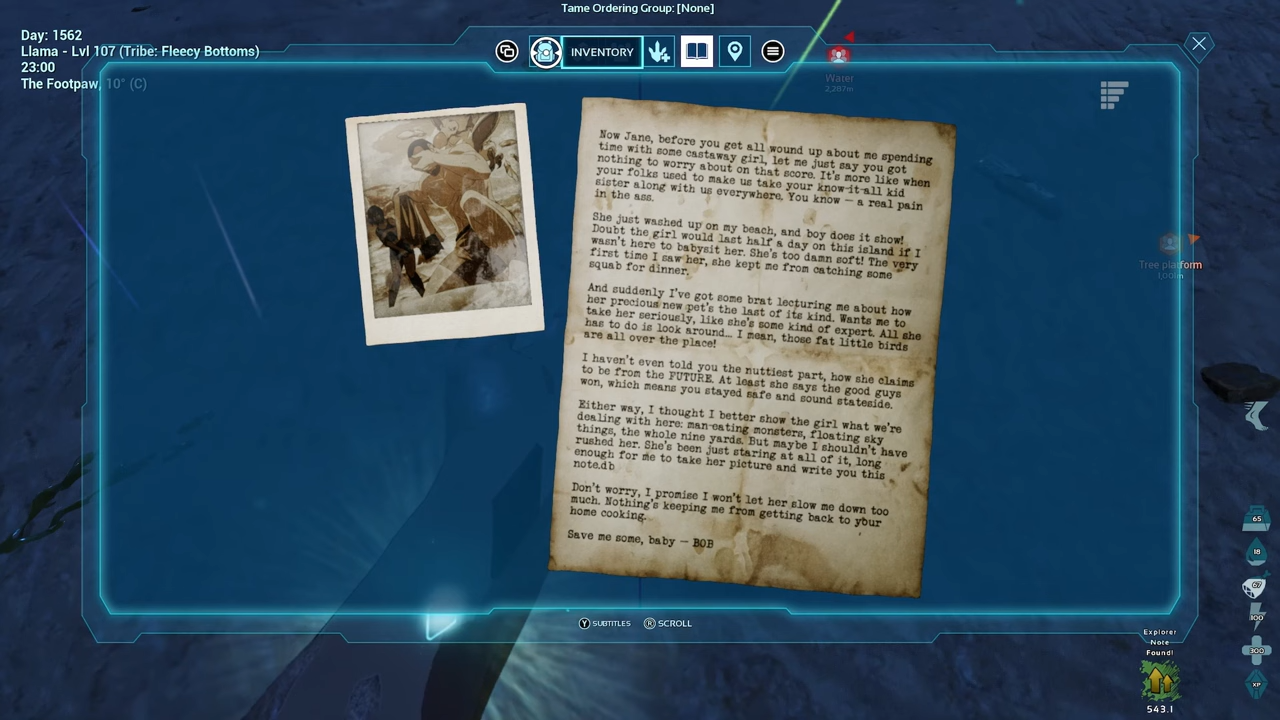 Tame Ordering Group: [None]
Day: 1562
Llama - Lvl 107 (Tribe: Fleecy Bottoms)
23:00
The Footpaw, 10° (C)
INVENTORY
Water
2,287m
Now Jane, before you get all wound up about me spending
time with some castaway girl, let me just say you got
nothing to worry about on that score. It's more like when
your folks used to make us take your know-it-all kid
sister along with us everywhere. You know — a real pain
in the ass.
She just washed up on my beach, and boy does it show!
Doubt the girl would last half a day on this island if I
wasn't here to babysit her. She's too damn soft! The very
first time I saw her, she kept me from catching some
squab for dinner.
And suddenly I've got some brat lecturing me about how
her precious new pet's the last of its kind. Wants me to
take her seriously, like she's some kind of expert. All she
has to do is look around... I mean, those fat little birds
are all over the place!
I haven't even told you the nuttiest part, how she claims
to be from the FUTURE. At least she says the good guys
won, which means you stayed safe and sound stateside.
Either way, I thought I better show the girl what we're
dealing with here: man-eating monsters, floating sky
things, the whole nine yards. But maybe I shouldn't have
rushed her. She's been just staring at all of it, long
enough for me to take her picture and write you this
note.db
Don't worry, I promise I won't let her slow me down too
much. Nothing's keeping me from getting back to your
home cooking.
Save me some, baby — BOB
Tree platform
Y SUBTITLES R SCROLL
65
18
67
100
300
XP
Explorer
Note
Found!
543.1